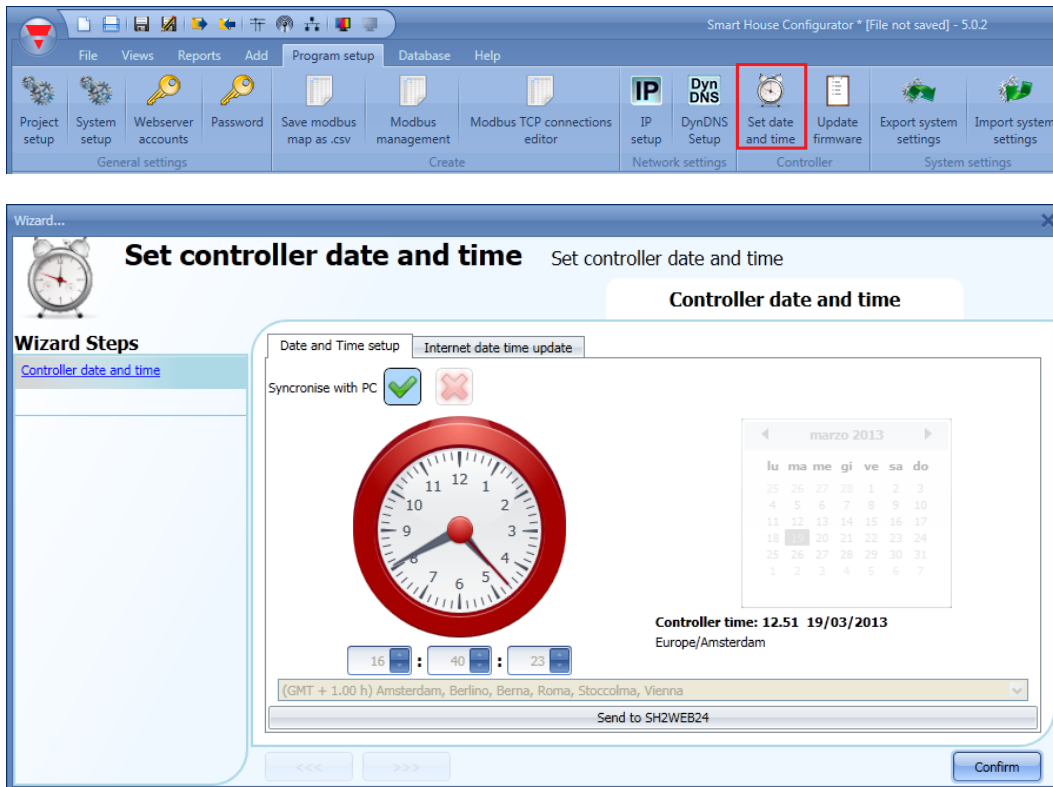 Smart House Configurator * [File not saved] - 5.0.2
File Views Reports Add Program setup Database Help
IP
Dyn
DNS
Project setup
System setup
Webserver accounts
Password
Save modbus map as .csv
Modbus management
Modbus TCP connections editor
IP setup
DynDNS Setup
Set date and time
Update firmware
Export system settings
Import system settings
General settings
Create
Network settings
Controller
System settings
Wizard...
Set controller date and time
Set controller date and time
Controller date and time
Wizard Steps
Controller date and time
Date and Time setup
Internet date time update
Syncronise with PC
12
1
2
3
4
5
6
7
8
9
10
11
marzo 2013
lu ma me gi ve sa do
25 26 27 28 1 2 3
4 5 6 7 8 9 10
11 12 13 14 15 16 17
18 19 20 21 22 23 24
25 26 27 28 29 30 31
1 2 3 4 5 6 7
Controller time: 12.51 19/03/2013
Europe/Amsterdam
16 : 40 : 23
(GMT + 1.00 h) Amsterdam, Berlino, Berna, Roma, Stoccolma, Vienna
Send to SH2WEB24
<<<
>>>
Confirm